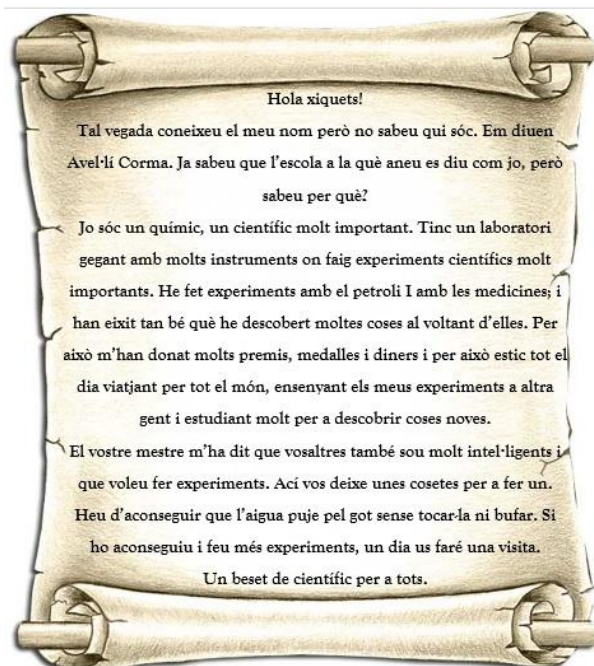 Hola xiquets!
Tal vegada coneixeu el meu nom però no sabeu qui sóc. Em diuen
Avel·lí Corma. Ja sabeu que l'escola a la què aneu es diu com jo, però
sabeu per què?
Jo sóc un químic, un científic molt important. Tinc un laboratori
gegant amb molts instruments on faig experiments científics molt
importants. He fet experiments amb el petroli I amb les medicines; i
han eixit tan bé què he descobert moltes coses al voltant d'elles. Per
això m'han donat molts premis, medalles i diners i per això estic tot el
dia viatjant per tot el món, ensenyant els meus experiments a altra
gent i estudiant molt per a descobrir coses noves.
El vostre mestre m'ha dit que vosaltres també sou molt intel·ligents i
que voleu fer experiments. Ací vos deixe unes cosetes per a fer un.
Heu d'aconseguir que l'aigua puje pel got sense tocar-la ni bufar. Si
ho aconseguiu i feu més experiments, un dia us faré una visita.
Un beset de científic per a tots.